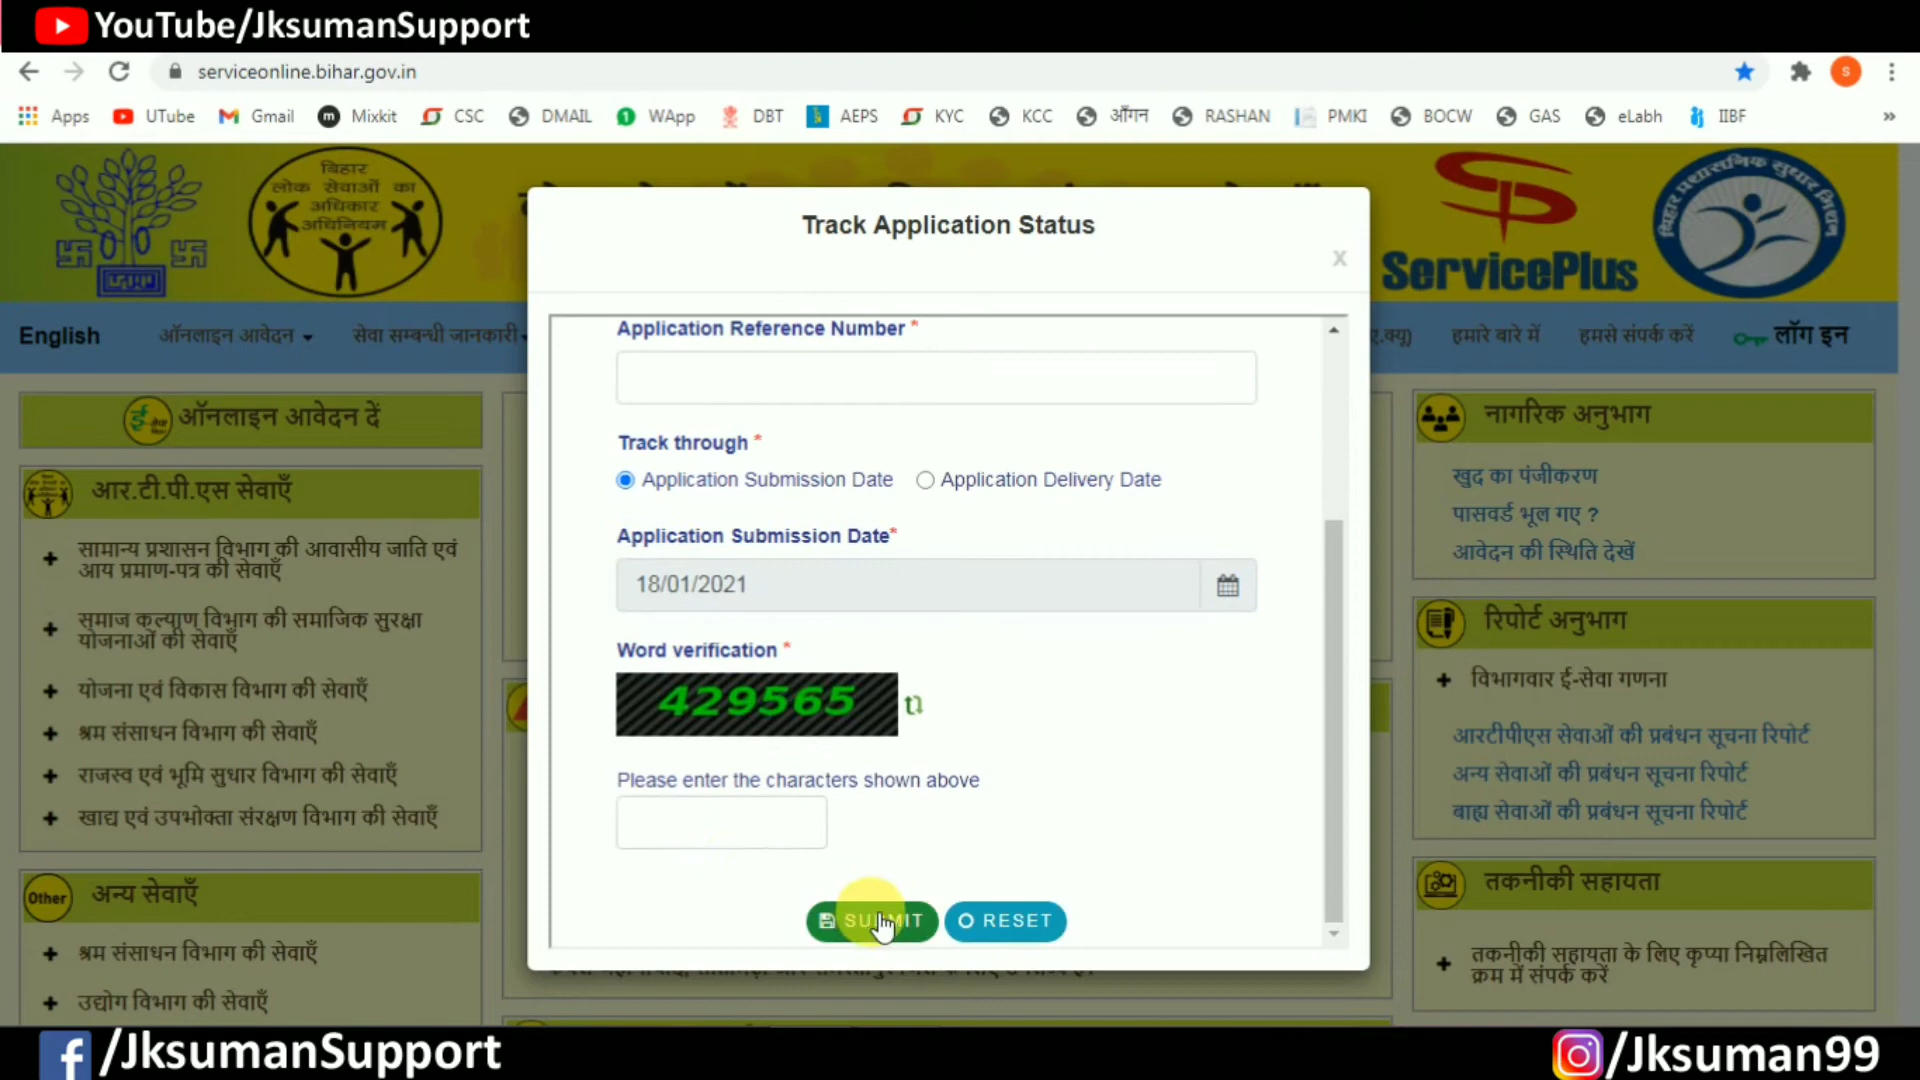 YouTube/JksumanSupport
serviceonline.bihar.gov.in
S
Apps UTube Gmail Mixkit CSC DMAIL WApp DBT AEPS KYC KCC आँगन RASHAN PMKI BOCW GAS eLabh IIBF »
बिहार
लोक सेवाओं का
अधिकार
अधिनियम
ServicePlus
बिहार प्रशासनिक सुधार मिशन
English ऑनलाइन आवेदन सेवा सम्बन्धी जानकारी हमारे बारे में हमसे संपर्क करें लॉग इन
Track Application Status
X
Application Reference Number *
Track through *
Application Submission Date Application Delivery Date
Application Submission Date*
18/01/2021
Word verification *
429565
Please enter the characters shown above
SUBMIT RESET
ऑनलाइन आवेदन दें
आर.टी.पी.एस सेवाएँ
सामान्य प्रशासन विभाग की आवासीय जाति एवं
आय प्रमाण-पत्र की सेवाएँ
समाज कल्याण विभाग की सामाजिक सुरक्षा
योजनाओं की सेवाएँ
योजना एवं विकास विभाग की सेवाएँ
श्रम संसाधन विभाग की सेवाएँ
राजस्व एवं भूमि सुधार विभाग की सेवाएँ
खाद्य एवं उपभोक्ता संरक्षण विभाग की सेवाएँ
Other अन्य सेवाएँ
श्रम संसाधन विभाग की सेवाएँ
उद्योग विभाग की सेवाएँ
नागरिक अनुभाग
खुद का पंजीकरण
पासवर्ड भूल गए ?
आवेदन की स्थिति देखें
रिपोर्ट अनुभाग
विभागवार ई-सेवा गणना
आरटीपीएस सेवाओं की प्रबंधन सूचना रिपोर्ट
अन्य सेवाओं की प्रबंधन सूचना रिपोर्ट
बाह्य सेवाओं की प्रबंधन सूचना रिपोर्ट
तकनीकी सहायता
तकनीकी सहायता के लिए कृप्या निम्नलिखित
क्रम में संपर्क करें
/JksumanSupport
/Jksuman99